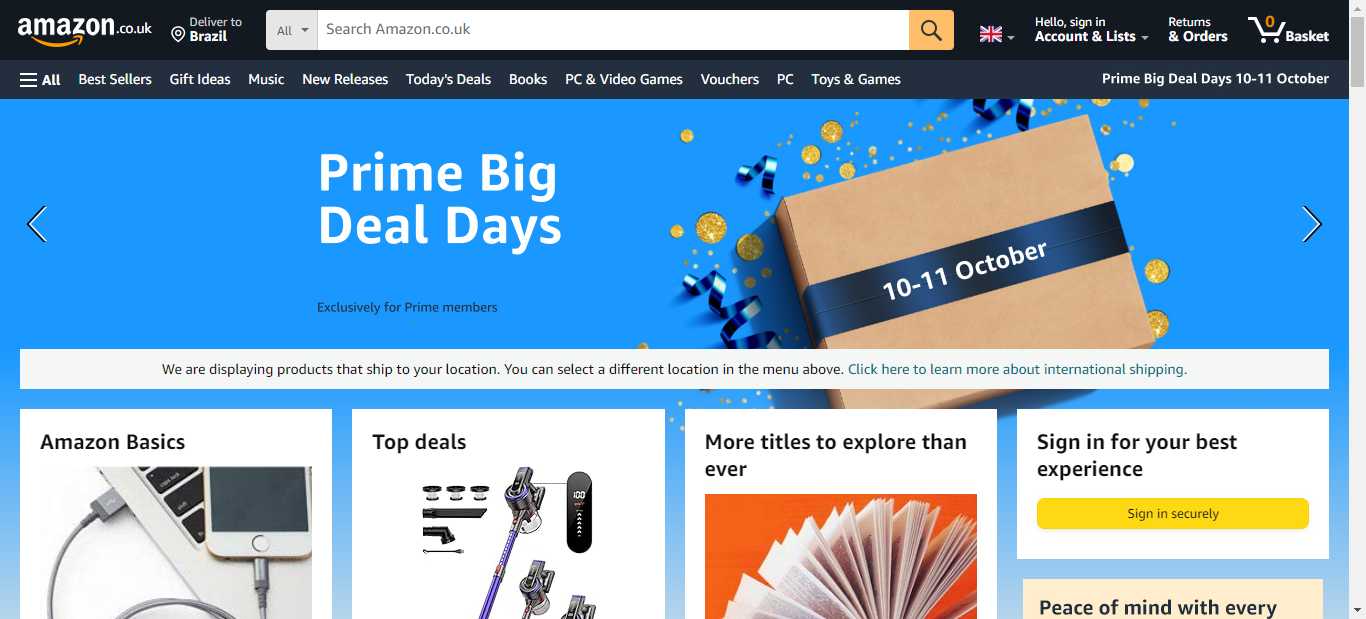 amazon.co.uk
Deliver to
Brazil
All
Search Amazon.co.uk
Hello, sign in
Account & Lists
Returns
& Orders
0
Basket
All
Best Sellers
Gift Ideas
Music
New Releases
Today's Deals
Books
PC & Video Games
Vouchers
PC
Toys & Games
Prime Big Deal Days 10-11 October
Prime Big
Deal Days
10-11 October
Exclusively for Prime members
We are displaying products that ship to your location. You can select a different location in the menu above. Click here to learn more about international shipping.
Amazon Basics
Top deals
100
More titles to explore than
ever
Sign in for your best
experience
Sign in securely
Peace of mind with every